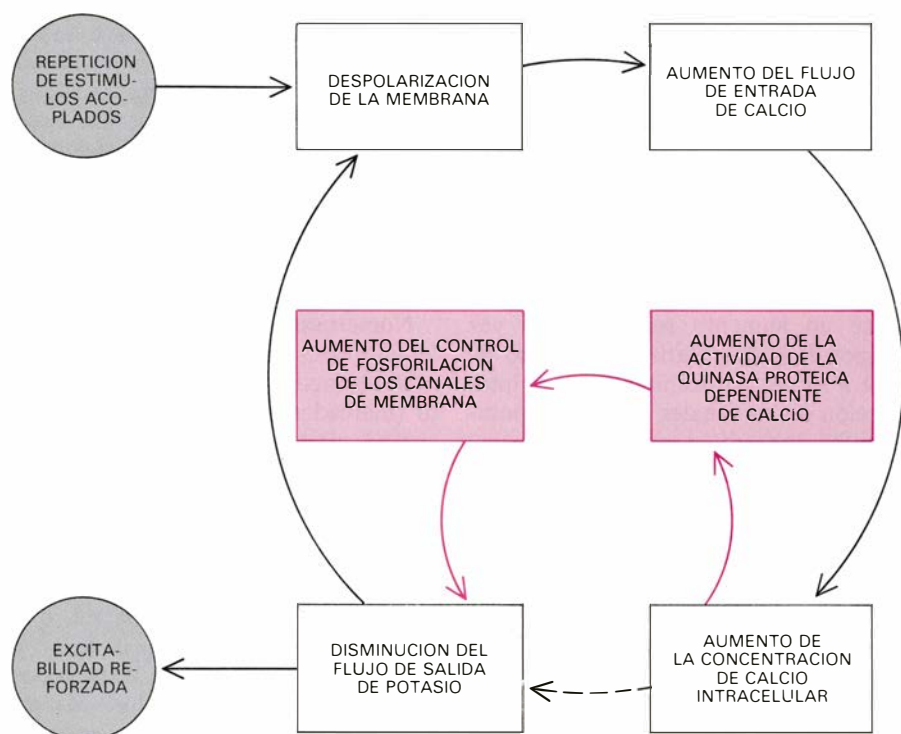 REPETICION
DE ESTIMU-
LOS ACO-
PLADOS
DESPOLARIZACION
DE LA MEMBRANA
AUMENTO DEL FLUJO
DE ENTRADA
DE CALCIO
AUMENTO DEL CONTROL
DE FOSFORILACION
DE LOS CANALES
DE MEMBRANA
AUMENTO DE LA
ACTIVIDAD DE LA
QUINASA PROTEICA
DEPENDIENTE
DE CALCIO
EXCITA-
BILIDAD RE-
FORZADA
DISMINUCION DEL
FLUJO DE SALIDA
DE POTASIO
AUMENTO DE
LA CONCENTRACION
DE CALCIO
INTRACELULAR